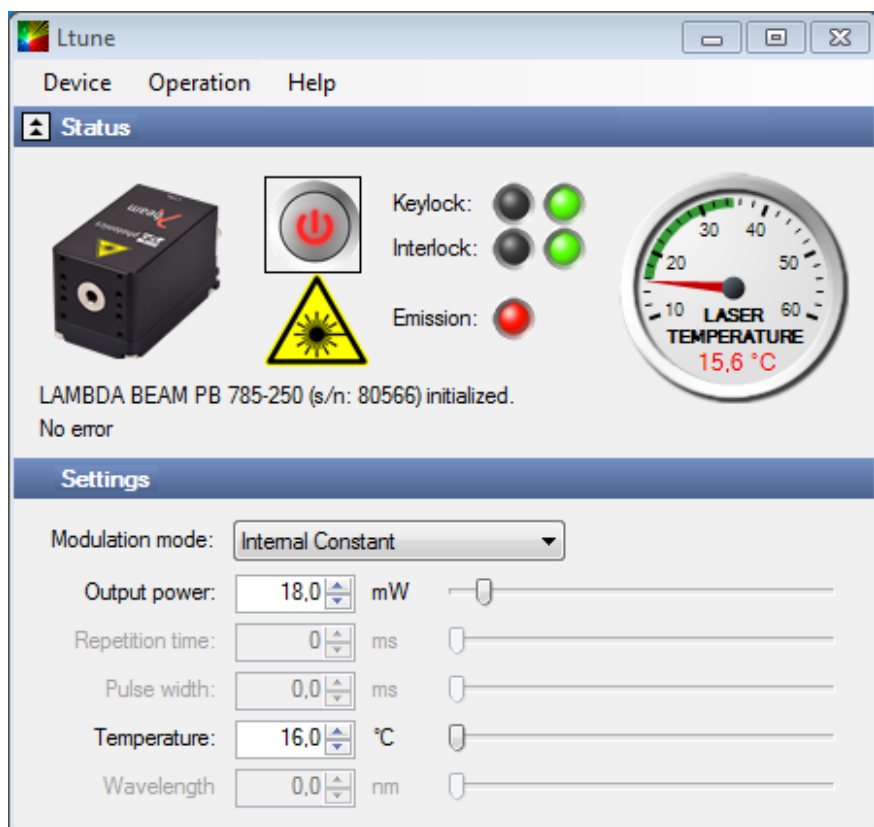 Ltune
Device Operation Help
Status
Keylock:
Interlock:
Emission:
10 20 30 40 50 60
LASER
TEMPERATURE
15,6 °C
LAMBDA BEAM PB 785-250 (s/n: 80566) initialized.
No error
Settings
Modulation mode: Internal Constant
Output power: 18,0 mW
Repetition time: 0 ms
Pulse width: 0,0 ms
Temperature: 16,0 °C
Wavelength 0,0 nm
beam
photonics